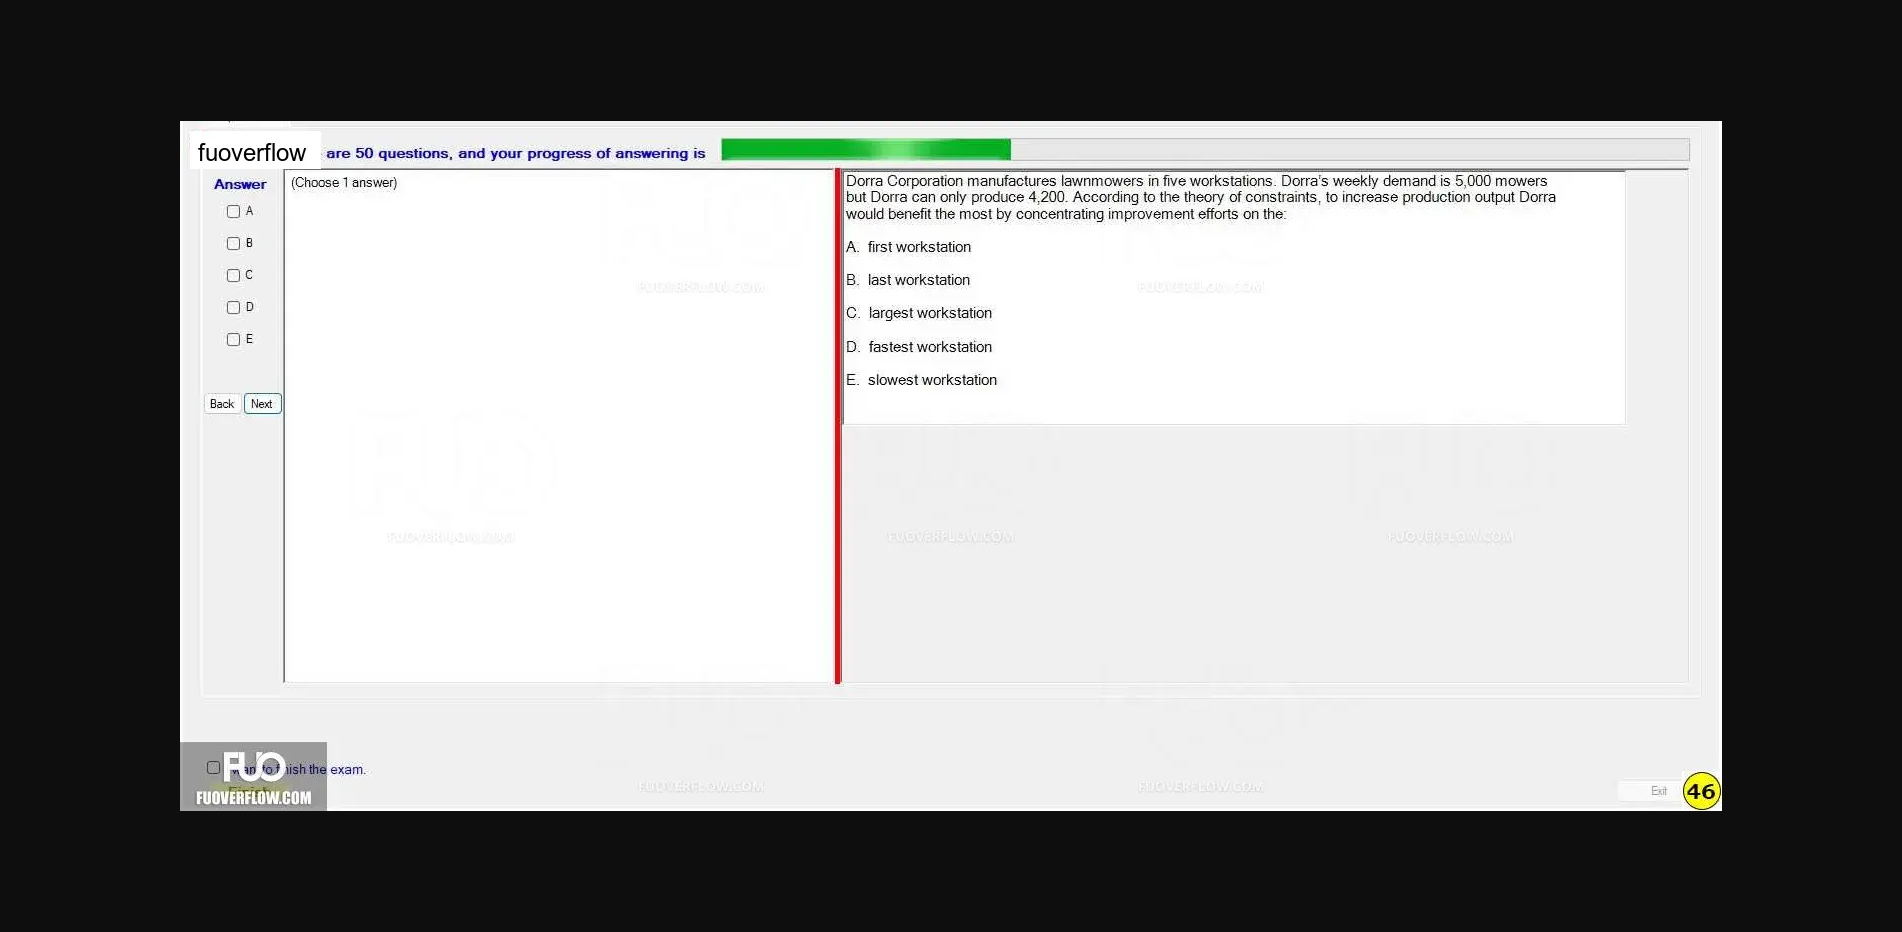 fuoverflow
are 50 questions, and your progress of answering is
Answer
(Choose 1 answer)
A
B
C
D
E
Back
Next
Dorra Corporation manufactures lawnmowers in five workstations. Dorra's weekly demand is 5,000 mowers
but Dorra can only produce 4,200. According to the theory of constraints, to increase production output Dorra
would benefit the most by concentrating improvement efforts on the:
A. first workstation
B. last workstation
C. largest workstation
D. fastest workstation
E. slowest workstation
FUOVERFLOW.COM
FUOVERFLOW.COM
FUOVERFLOW.COM
FUOVERFLOW.COM
FUOVERFLOW.COM
FUO
want to finish the exam.
Finish
FUOVERFLOW.COM
FUOVERFLOW.COM
FUOVERFLOW.COM
Exit
46